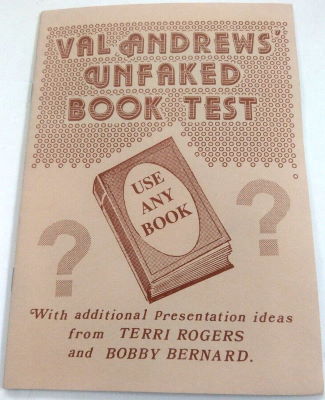 VAL ANDREWS'
UNFAKED
BOOK TEST
USE
ANY
BOOK
? ?
With additional Presentation ideas
from TERRI ROGERS
and BOBBY BERNARD.